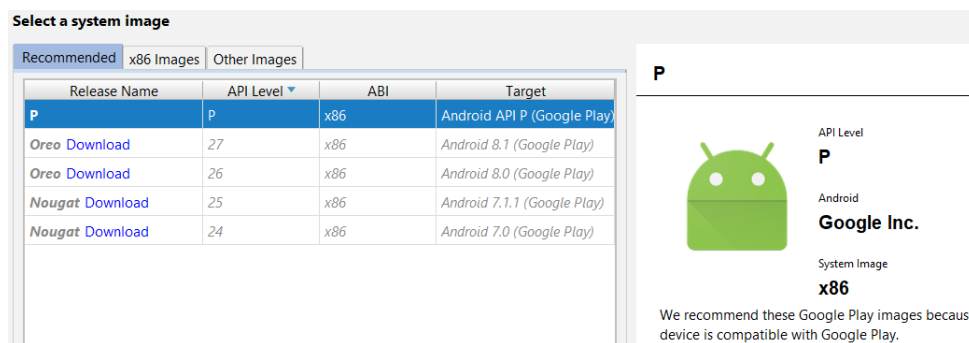 Select a system image
Recommended x86 Images Other Images
Release Name API Level ABI Target
P P x86 Android API P (Google Play)
Oreo Download 27 x86 Android 8.1 (Google Play)
Oreo Download 26 x86 Android 8.0 (Google Play)
Nougat Download 25 x86 Android 7.1.1 (Google Play)
Nougat Download 24 x86 Android 7.0 (Google Play)
P
API Level
P
Android
Google Inc.
System Image
x86
We recommend these Google Play images becaus
device is compatible with Google Play.